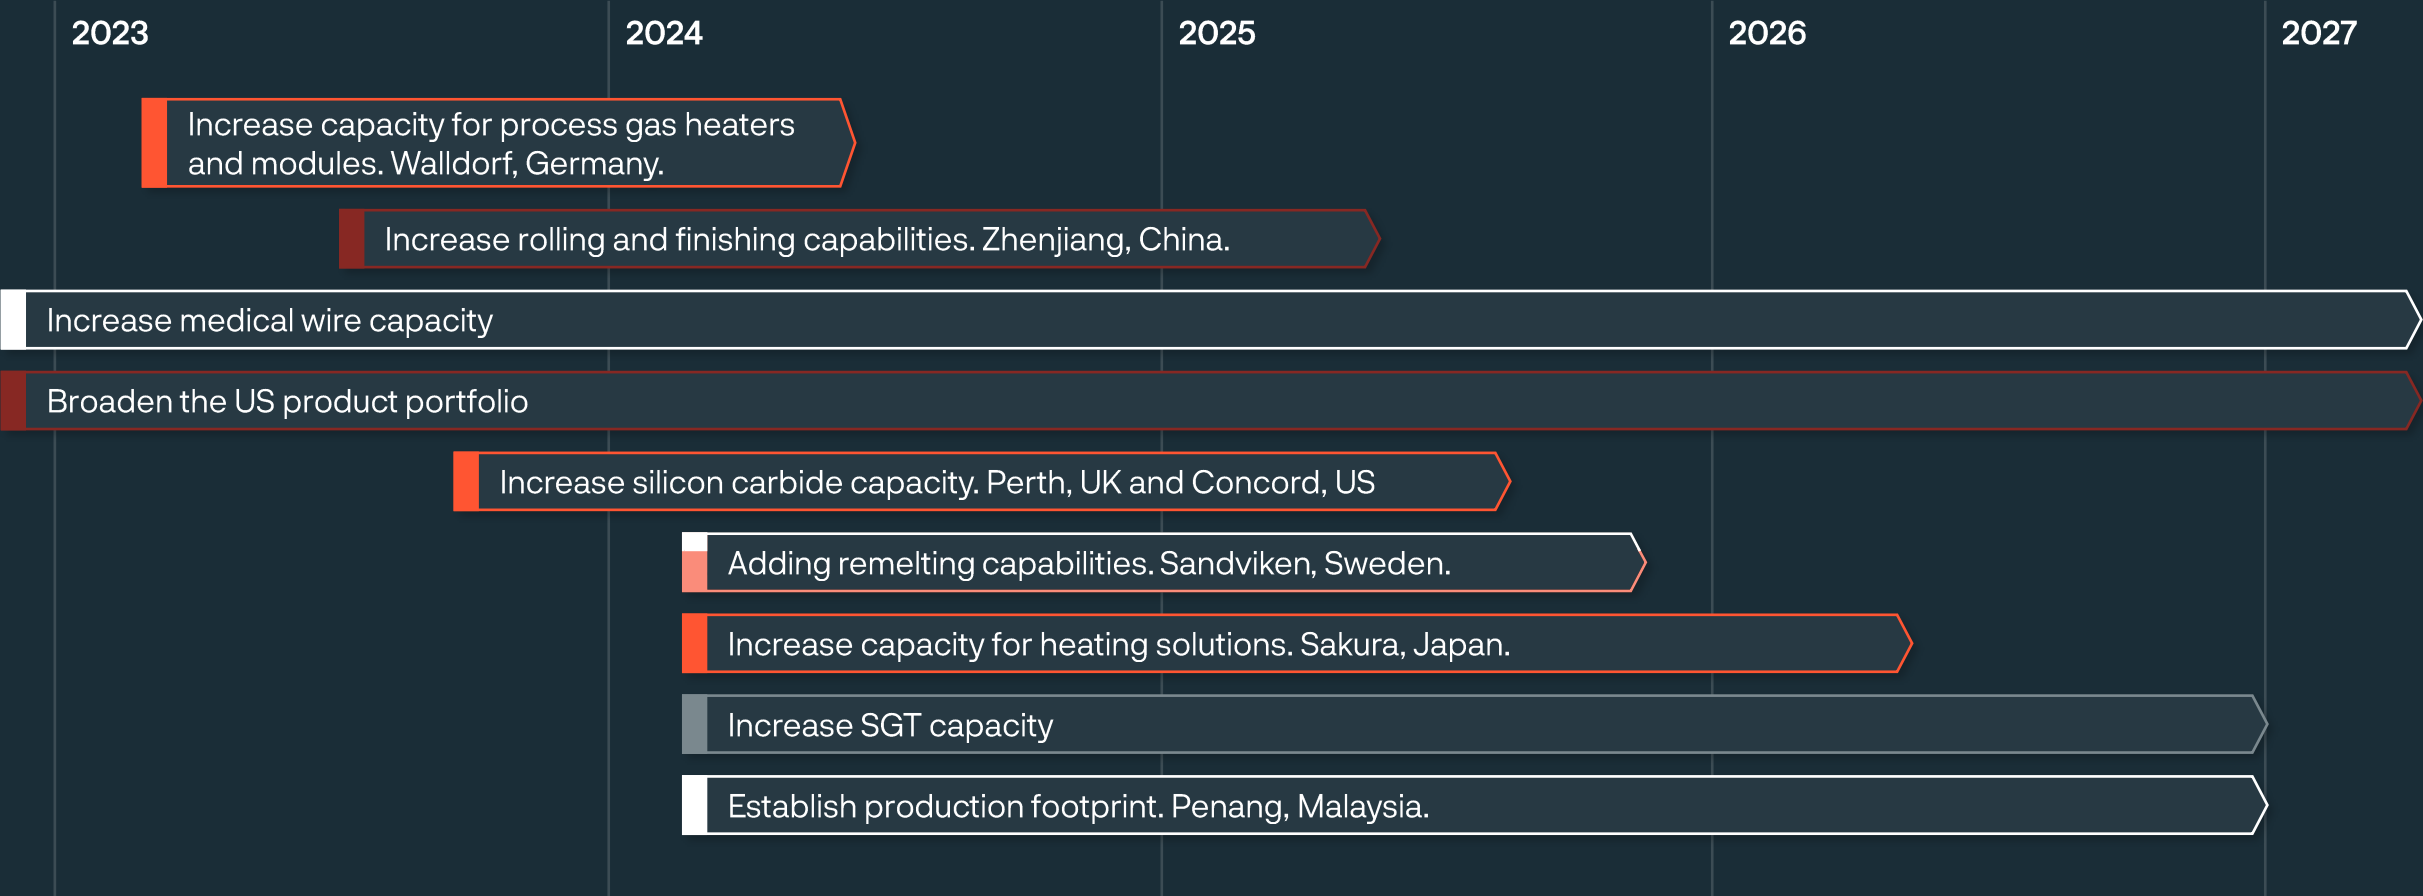 2023
2024
2025
2026
2027
Increase capacity for process gas heaters
and modules. Walldorf, Germany.
Increase rolling and finishing capabilities. Zhenjiang, China.
Increase medical wire capacity
Broaden the US product portfolio
Increase silicon carbide capacity. Perth, UK and Concord, US
Adding remelting capabilities. Sandviken, Sweden.
Increase capacity for heating solutions. Sakura, Japan.
Increase SGT capacity
Establish production footprint. Penang, Malaysia.